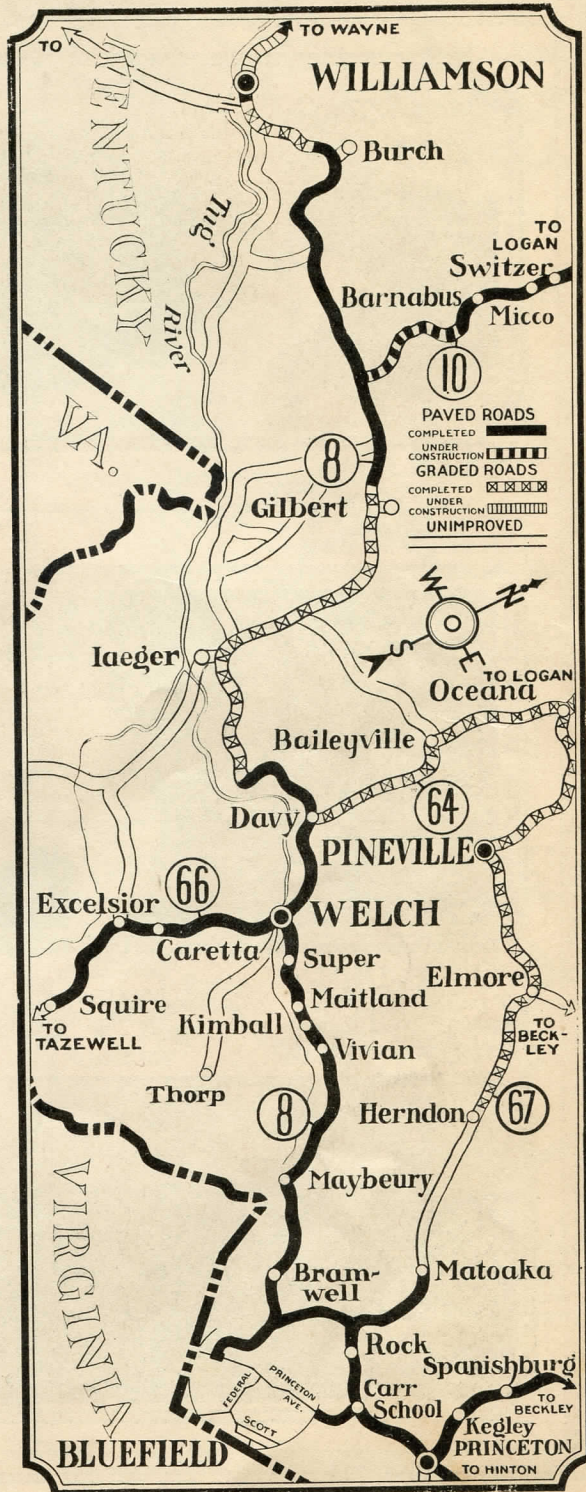 TO WAYNE
TO
KENTUCKY
WILLIAMSON
Burch
Tug
River
TO
LOGAN
Switzer
Barnabus
Micco
10
PAVED ROADS
COMPLETED
UNDER
CONSTRUCTION
GRADED ROADS
COMPLETED
UNDER
CONSTRUCTION
UNIMPROVED
VA.
8
Gilbert
W
N
S
E
Iaeger
TO LOGAN
Oceana
Baileyville
64
Davy
PINEVILLE
66
Excelsior
WELCH
Caretta
Super
Elmore
Squire
Maitland
TO
TAZEWELL
Kimball
TO
BECK-
LEY
Vivian
Thorp
8
Herndon
67
VIRGINIA
Maybeury
Bram-
well
Matoaka
Rock
Spanishburg
FEDERAL
PRINCETON
AVE.
Carr
School
TO
BECKLEY
SCOTT
Kegley
BLUEFIELD
PRINCETON
TO HINTON